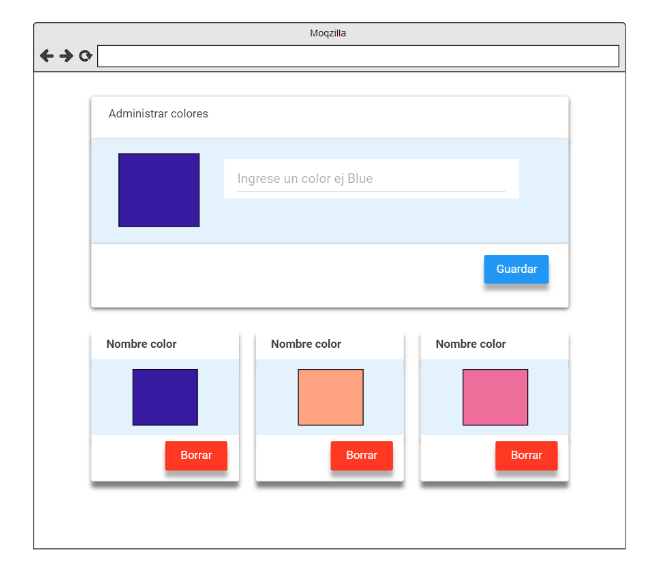 Moqzilla
Administrar colores
Ingrese un color ej Blue
Guardar
Nombre color
Nombre color
Nombre color
Borrar
Borrar
Borrar